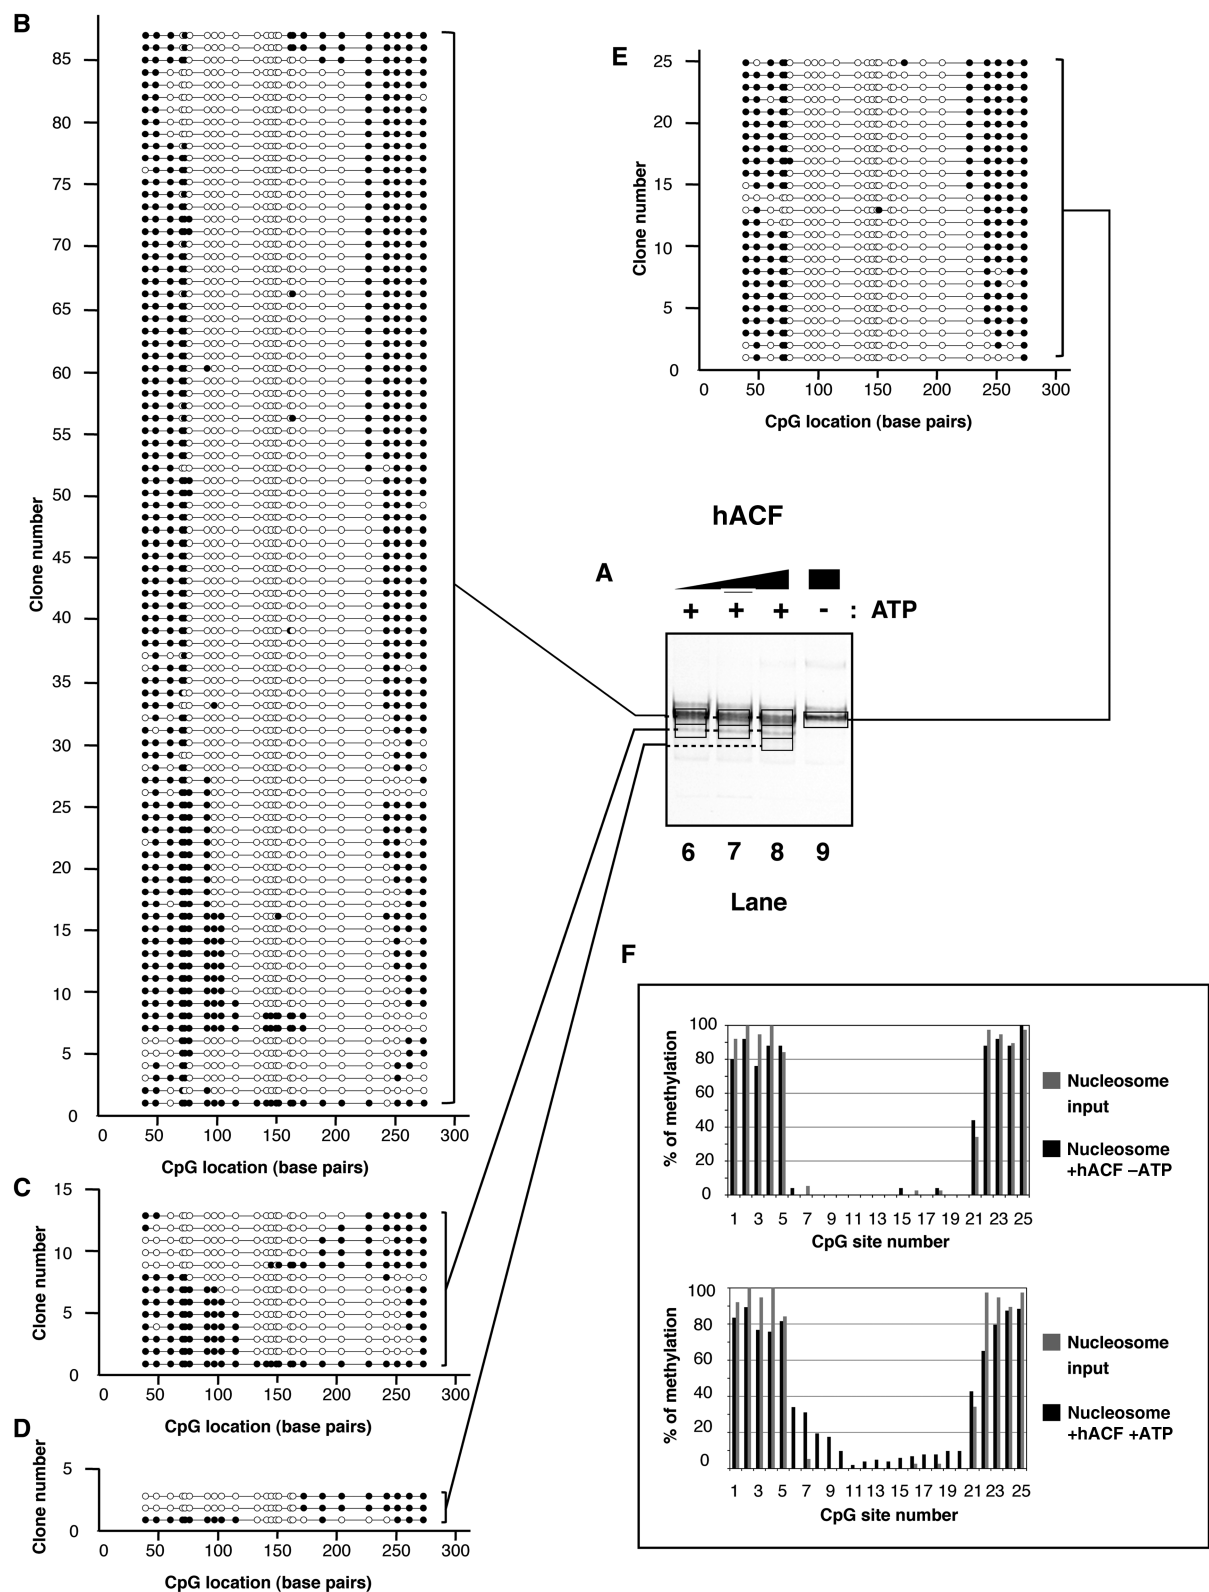 B
85
80
75
70
65
60
55
50
45
40
35
30
25
20
15
10
5
0
Clone number
0 50 100 150 200 250 300
CpG location (base pairs)
C
15
10
5
0
Clone number
0 50 100 150 200 250 300
CpG location (base pairs)
D
5
0
Clone number
0 50 100 150 200 250 300
CpG location (base pairs)
E
25
20
15
10
5
0
Clone number
0 50 100 150 200 250 300
CpG location (base pairs)
hACF
A
+ + + - : ATP
6 7 8 9
Lane
F
100
80
60
40
20
0
% of methylation
1 3 5 7 9 11 13 15 17 19 21 23 25
CpG site number
Nucleosome
input
Nucleosome
+hACF –ATP
100
80
60
40
20
0
% of methylation
1 3 5 7 9 11 13 15 17 19 21 23 25
CpG site number
Nucleosome
input
Nucleosome
+hACF +ATP